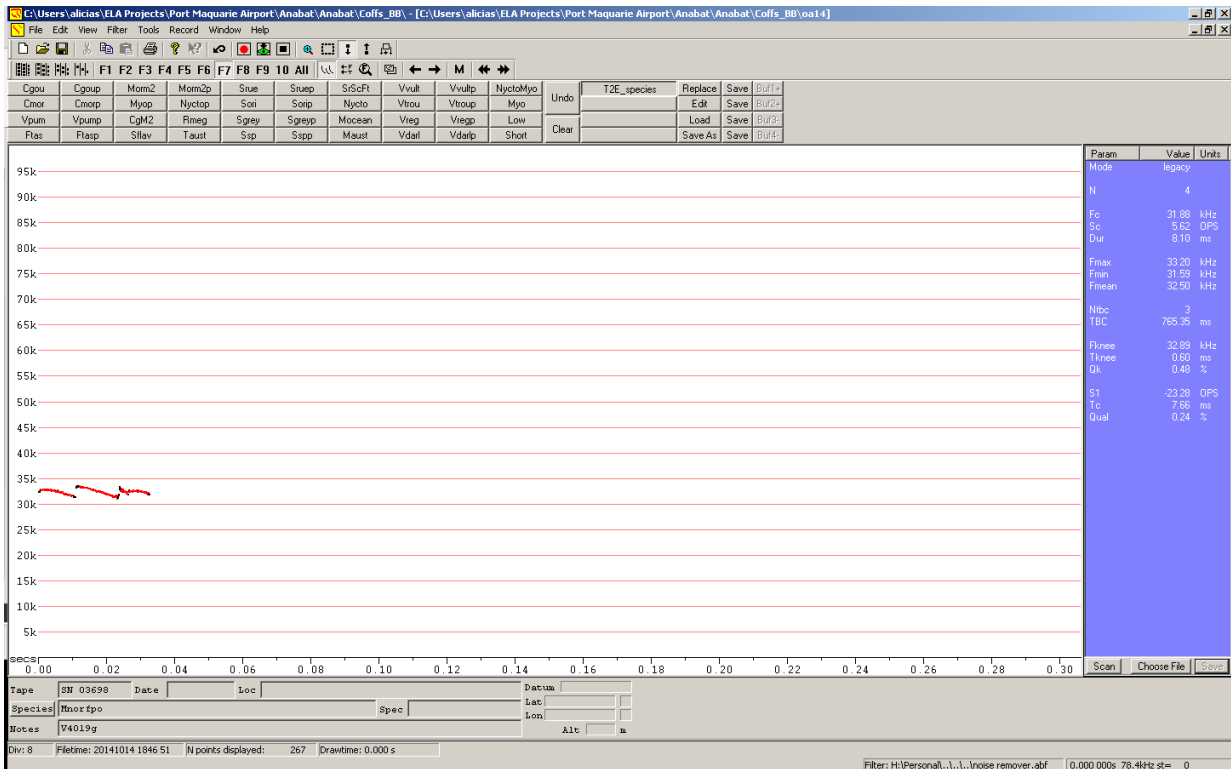 C:\Users\alicias\ELA Projects\Port Maquarie Airport\Anabat\Anabat\Coffs_BB\ - [C:\Users\alicias\ELA Projects\Port Maquarie Airport\Anabat\Anabat\Coffs_BB\oa14]
File Edit View Filter Tools Record Window Help
F1 F2 F3 F4 F5 F6 F7 F8 F9 10 All M
Cgou Cgoup Morm2 Morm2p Srue Sruep SrScFt Vvult Vvultp NyctoMyo Undo T2E_species Replace Save Buf1+
Cmor Cmorp Myop Nyctop Sori Sorip Nycto Vtrou Vtroup Myo Edit Save Buf2+
Vpum Vpump CgM2 Rmeg Sgrey Sgreyp Mocean Vreg Vregp Low Clear Load Save Buf3-
Ftas Ftasp Sflav Taust Ssp Sspp Maust Vdarl Vdarlp Short Save As Save Buf4-
Param Value Units
Mode legacy
N 4
Fc 31.88 kHz
Sc 5.62 OPS
Dur 8.10 ms
Fmax 33.20 kHz
Fmin 31.59 kHz
Fmean 32.50 kHz
Ntbc 3
TBC 765.35 ms
Fknee 32.89 kHz
Tknee 0.60 ms
Qk 0.48 %
S1 -23.28 OPS
Tc 7.66 ms
Qual 0.24 %
95k
90k
85k
80k
75k
70k
65k
60k
55k
50k
45k
40k
35k
30k
25k
20k
15k
10k
5k
secs
0.00 0.02 0.04 0.06 0.08 0.10 0.12 0.14 0.16 0.18 0.20 0.22 0.24 0.26 0.28 0.30
Scan Choose File Save
Tape SN 03698 Date Loc Datum
Species Mnorfpo Spec Lat
Lon
Notes V4019g Alt m
Div: 8 Filetime: 20141014 1846 51 N points displayed: 267 Drawtime: 0.000 s
Filter: H:\Personal\..\..\..\noise remover.abf 0.000 000s 78.4kHz st= 0